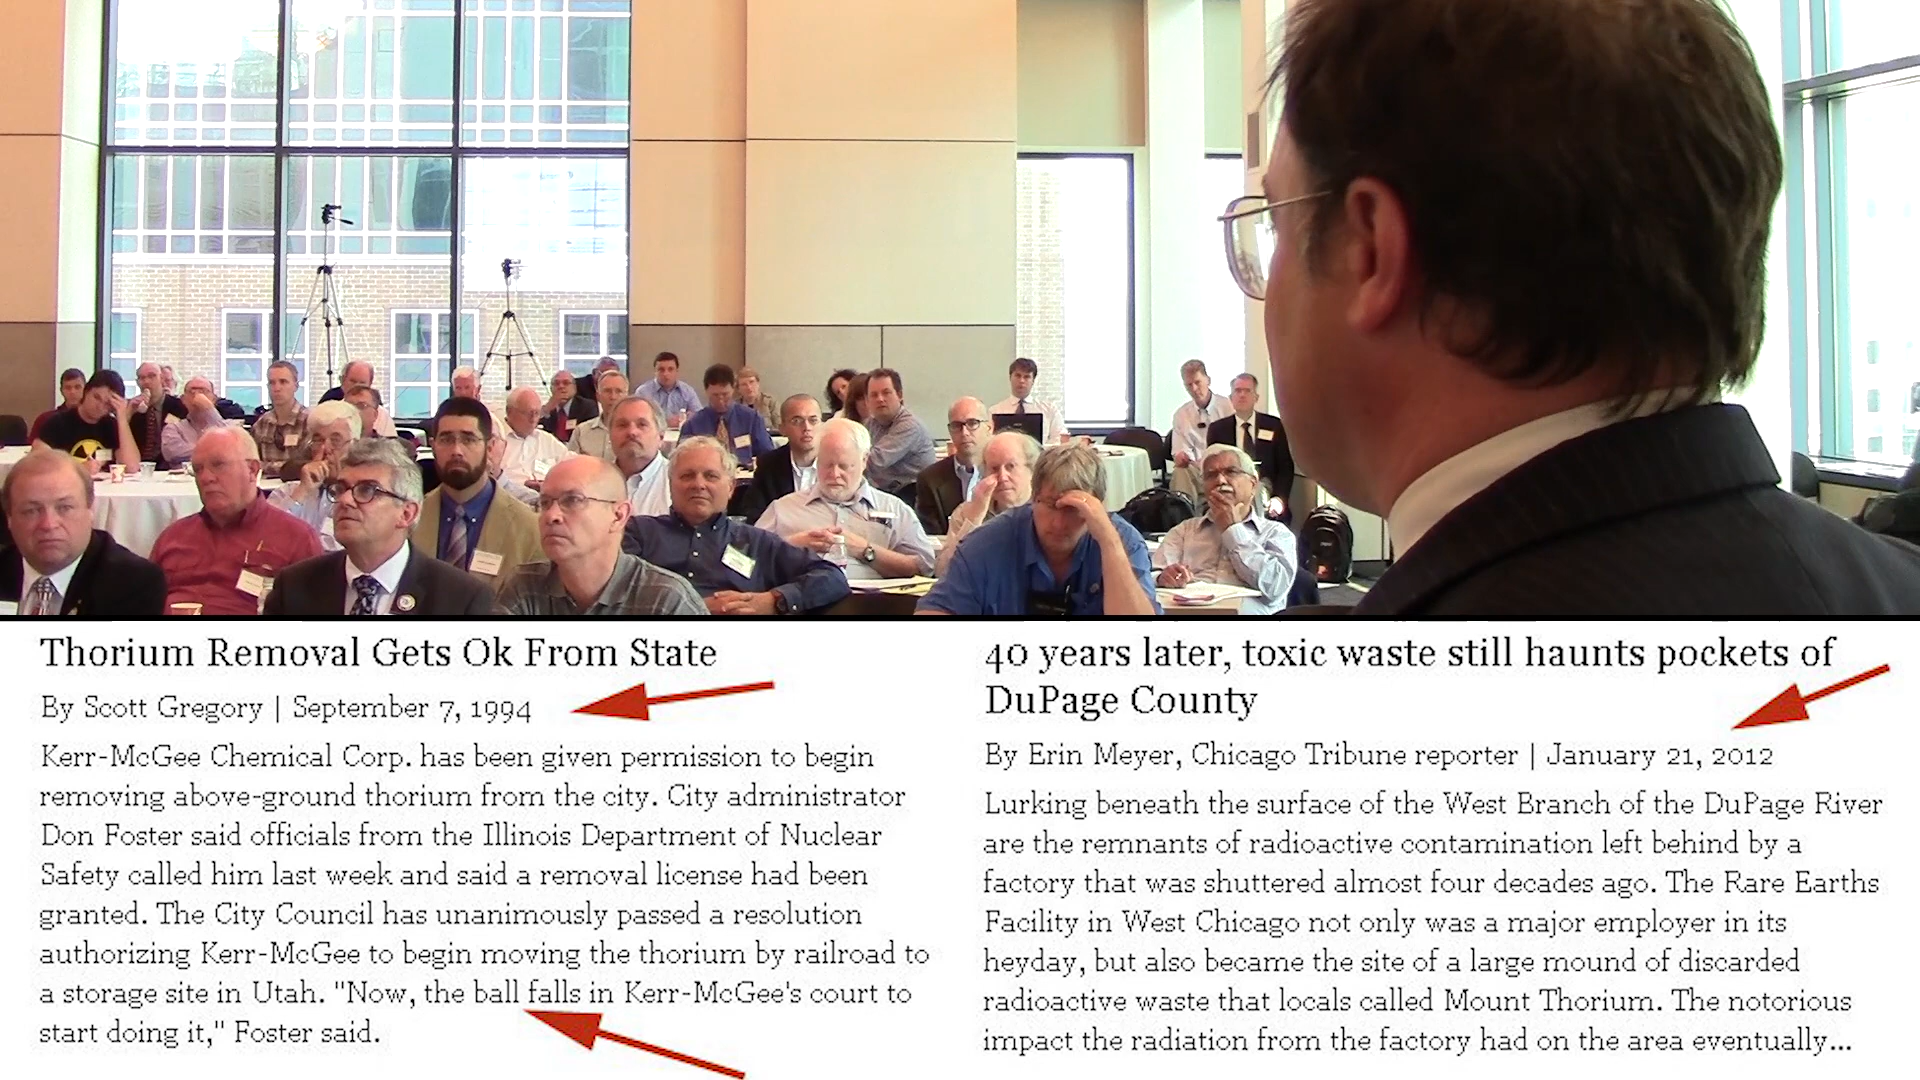 Thorium Removal Gets Ok From State
By Scott Gregory | September 7, 1994
Kerr-McGee Chemical Corp. has been given permission to begin
removing above-ground thorium from the city. City administrator
Don Foster said officials from the Illinois Department of Nuclear
Safety called him last week and said a removal license had been
granted. The City Council has unanimously passed a resolution
authorizing Kerr-McGee to begin moving the thorium by railroad to
a storage site in Utah. "Now, the ball falls in Kerr-McGee's court to
start doing it," Foster said.
40 years later, toxic waste still haunts pockets of
DuPage County
By Erin Meyer, Chicago Tribune reporter | January 21, 2012
Lurking beneath the surface of the West Branch of the DuPage River
are the remnants of radioactive contamination left behind by a
factory that was shuttered almost four decades ago. The Rare Earths
Facility in West Chicago not only was a major employer in its
heyday, but also became the site of a large mound of discarded
radioactive waste that locals called Mount Thorium. The notorious
impact the radiation from the factory had on the area eventually...